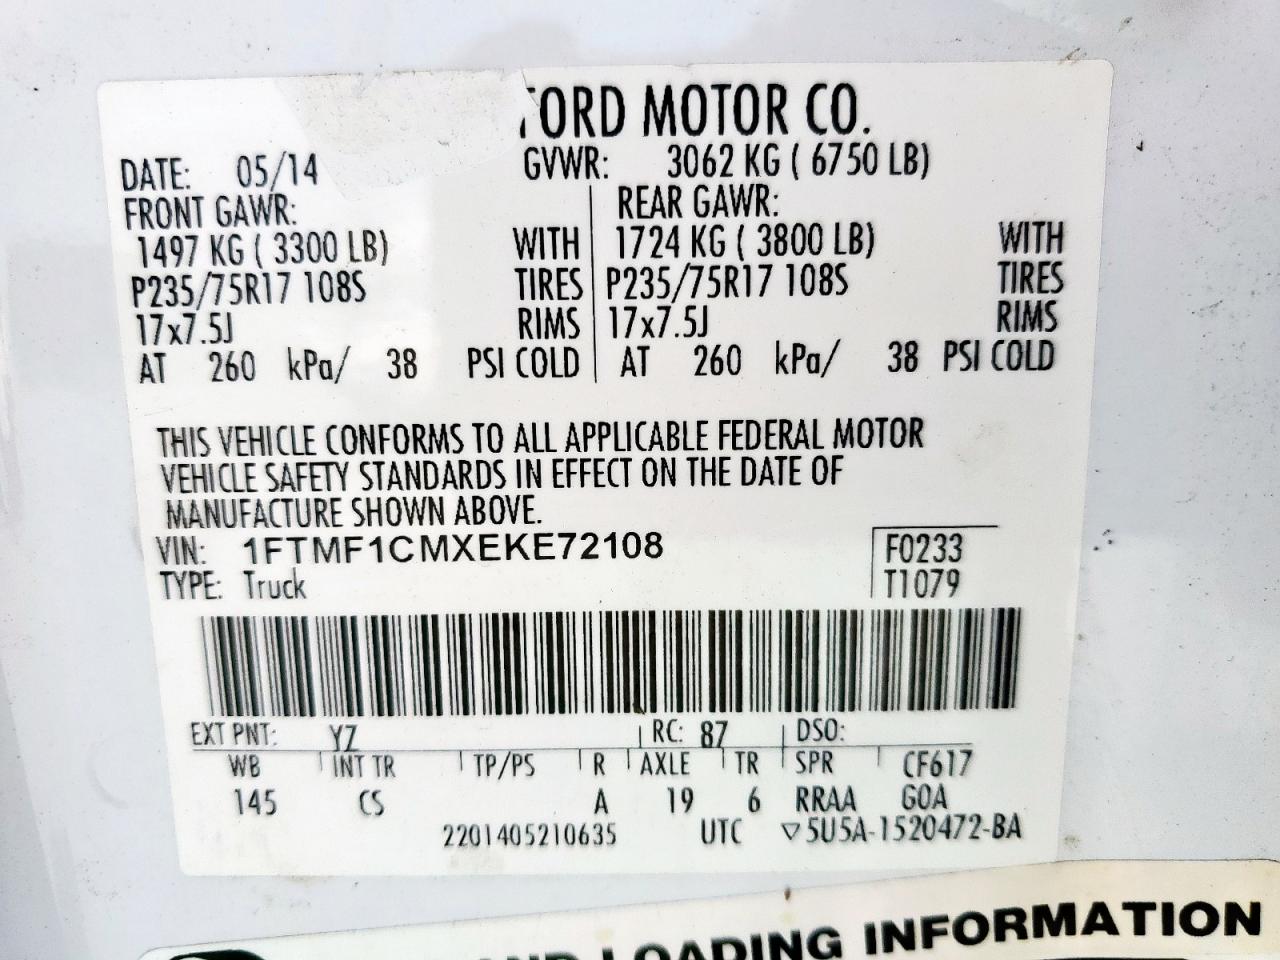 FORD MOTOR CO.
DATE: 05/14 GVWR: 3062 KG ( 6750 LB)
FRONT GAWR: REAR GAWR:
1497 KG ( 3300 LB) WITH 1724 KG ( 3800 LB) WITH
P235/75R17 108S TIRES P235/75R17 108S TIRES
17x7.5J RIMS 17x7.5J RIMS
AT 260 kPa/ 38 PSI COLD AT 260 kPa/ 38 PSI COLD
THIS VEHICLE CONFORMS TO ALL APPLICABLE FEDERAL MOTOR
VEHICLE SAFETY STANDARDS IN EFFECT ON THE DATE OF
MANUFACTURE SHOWN ABOVE.
VIN: 1FTMF1CMXEKE72108 F0233
TYPE: Truck T1079
EXT PNT: YZ RC: 87 DSO:
WB INT TR TP/PS R AXLE TR SPR CF617
145 CS A 19 6 RRAA GOA
2201405210635 UTC ▽5U5A-1520472-BA
AND LOADING INFORMATION